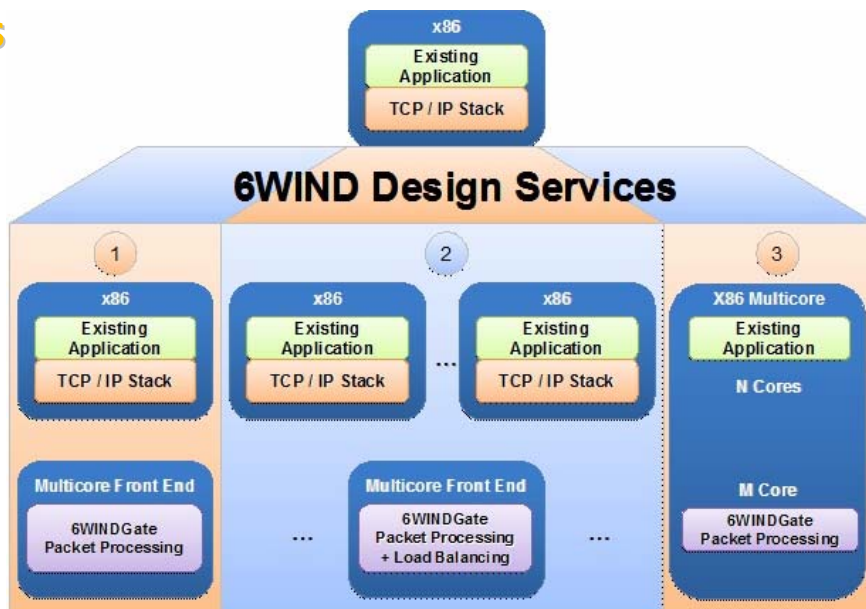 s
x86
Existing
Application
TCP / IP Stack
6WIND Design Services
1
2
3
x86
Existing
Application
TCP / IP Stack
x86
Existing
Application
TCP / IP Stack
...
x86
Existing
Application
TCP / IP Stack
X86 Multicore
Existing
Application
N Cores
Multicore Front End
6WINDGate
Packet Processing
...
Multicore Front End
6WINDGate
Packet Processing
+ Load Balancing
...
M Core
6WINDGate
Packet Processing